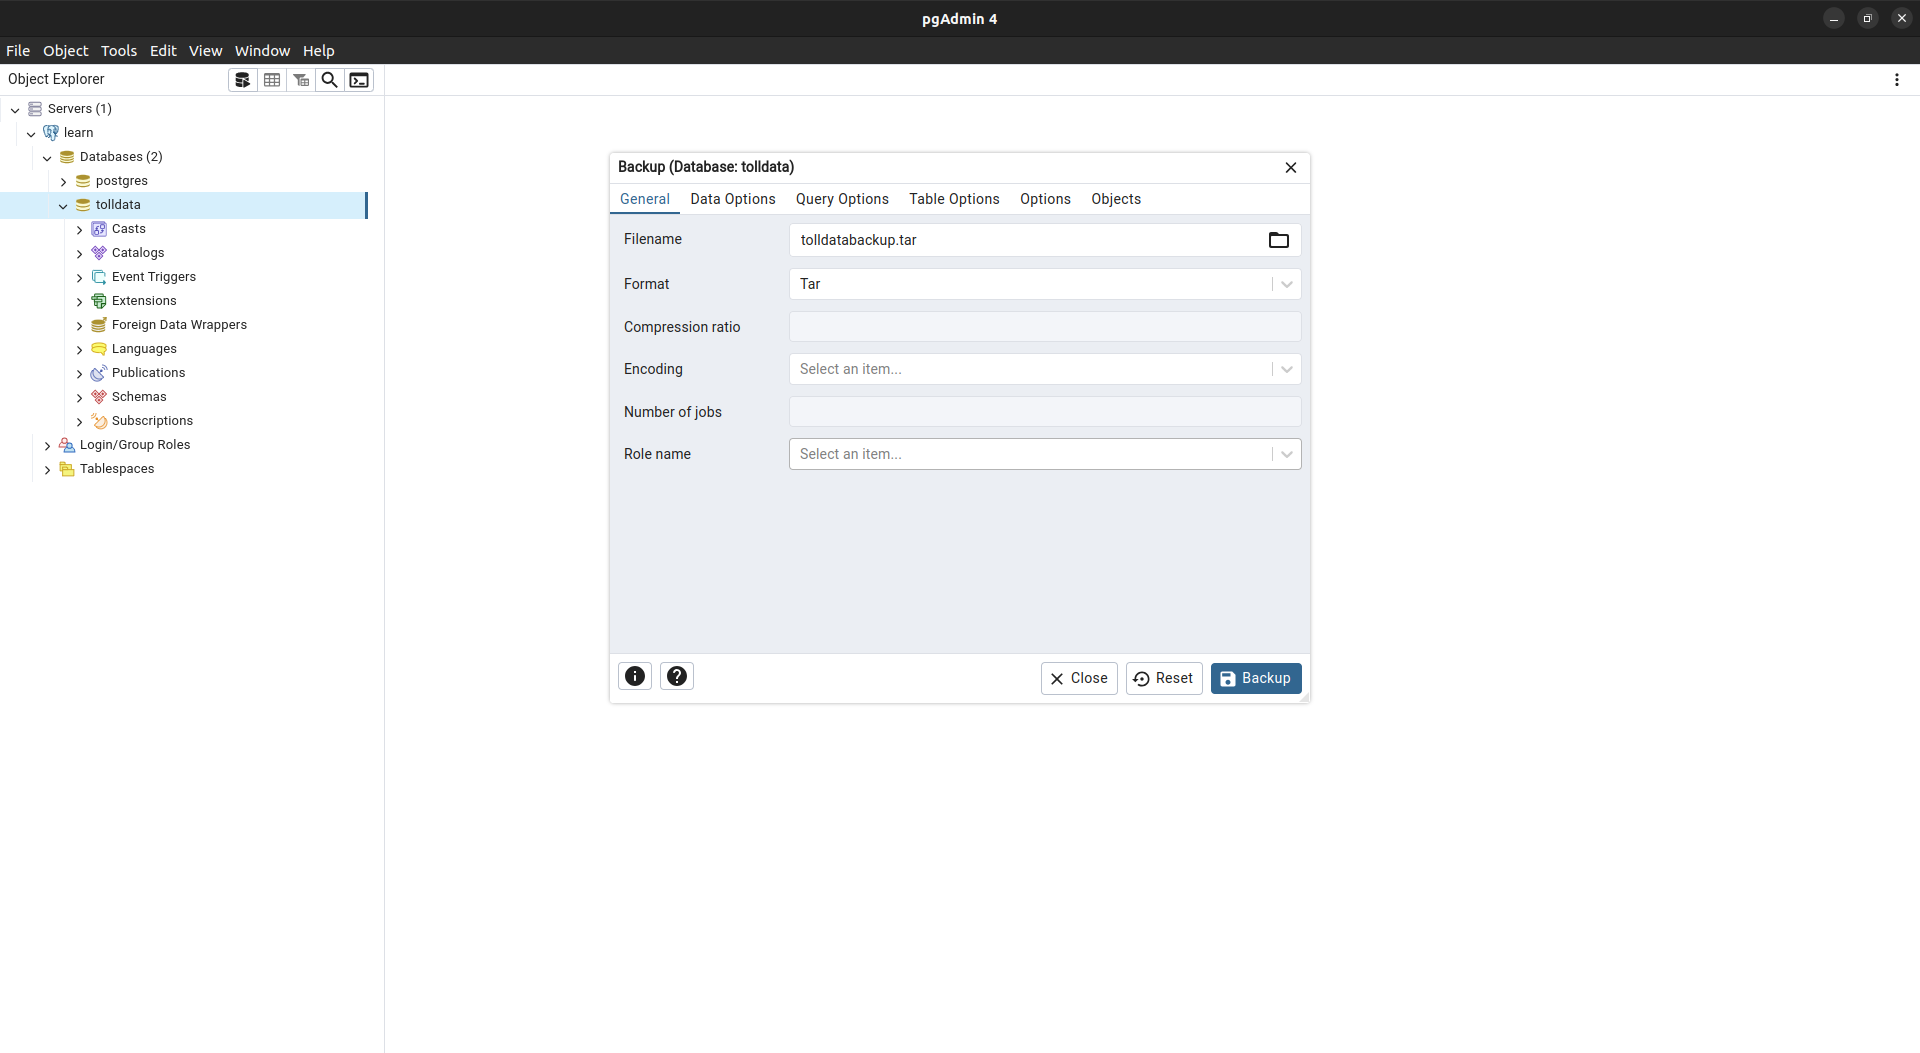 pgAdmin 4
File Object Tools Edit View Window Help
Object Explorer
Servers (1)
learn
Databases (2)
postgres
tolldata
Casts
Catalogs
Event Triggers
Extensions
Foreign Data Wrappers
Languages
Publications
Schemas
Subscriptions
Login/Group Roles
Tablespaces
Backup (Database: tolldata)
General Data Options Query Options Table Options Options Objects
Filename tolldatabackup.tar
Format Tar
Compression ratio
Encoding Select an item...
Number of jobs
Role name Select an item...
Close Reset Backup